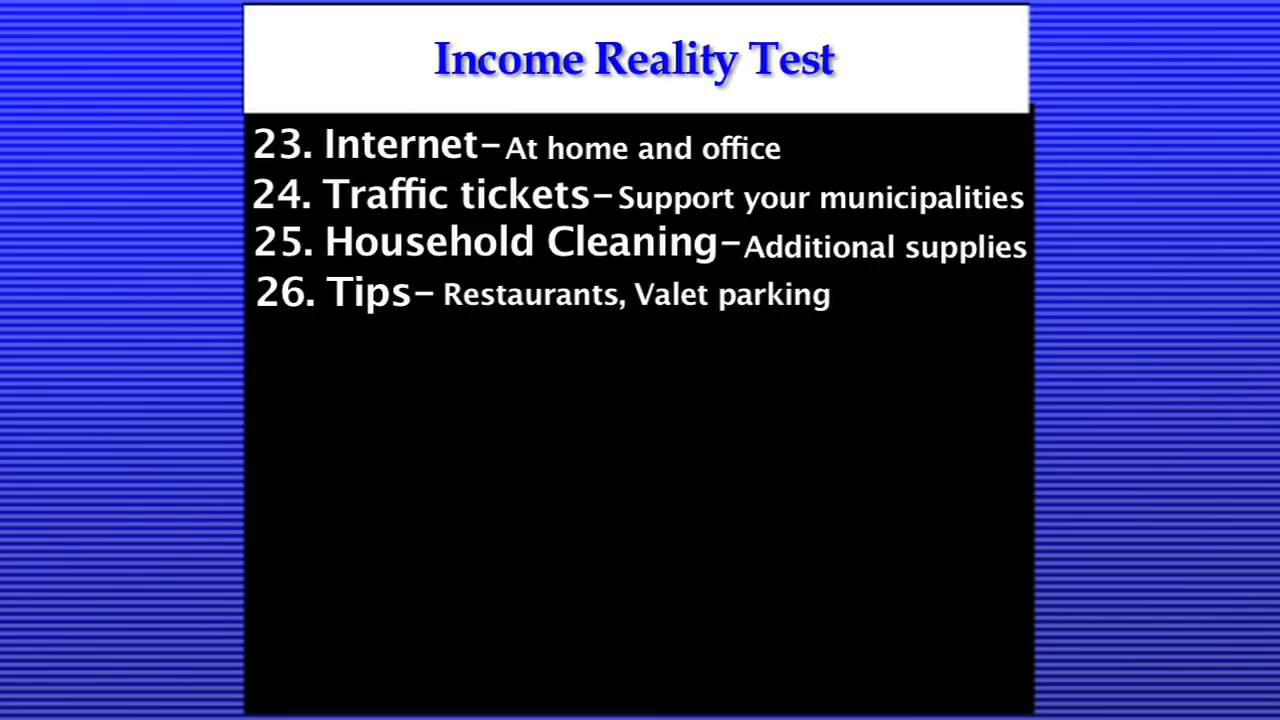 Income Reality Test
23. Internet- At home and office
24. Traffic tickets- Support your municipalities
25. Household Cleaning- Additional supplies
26. Tips- Restaurants, Valet parking